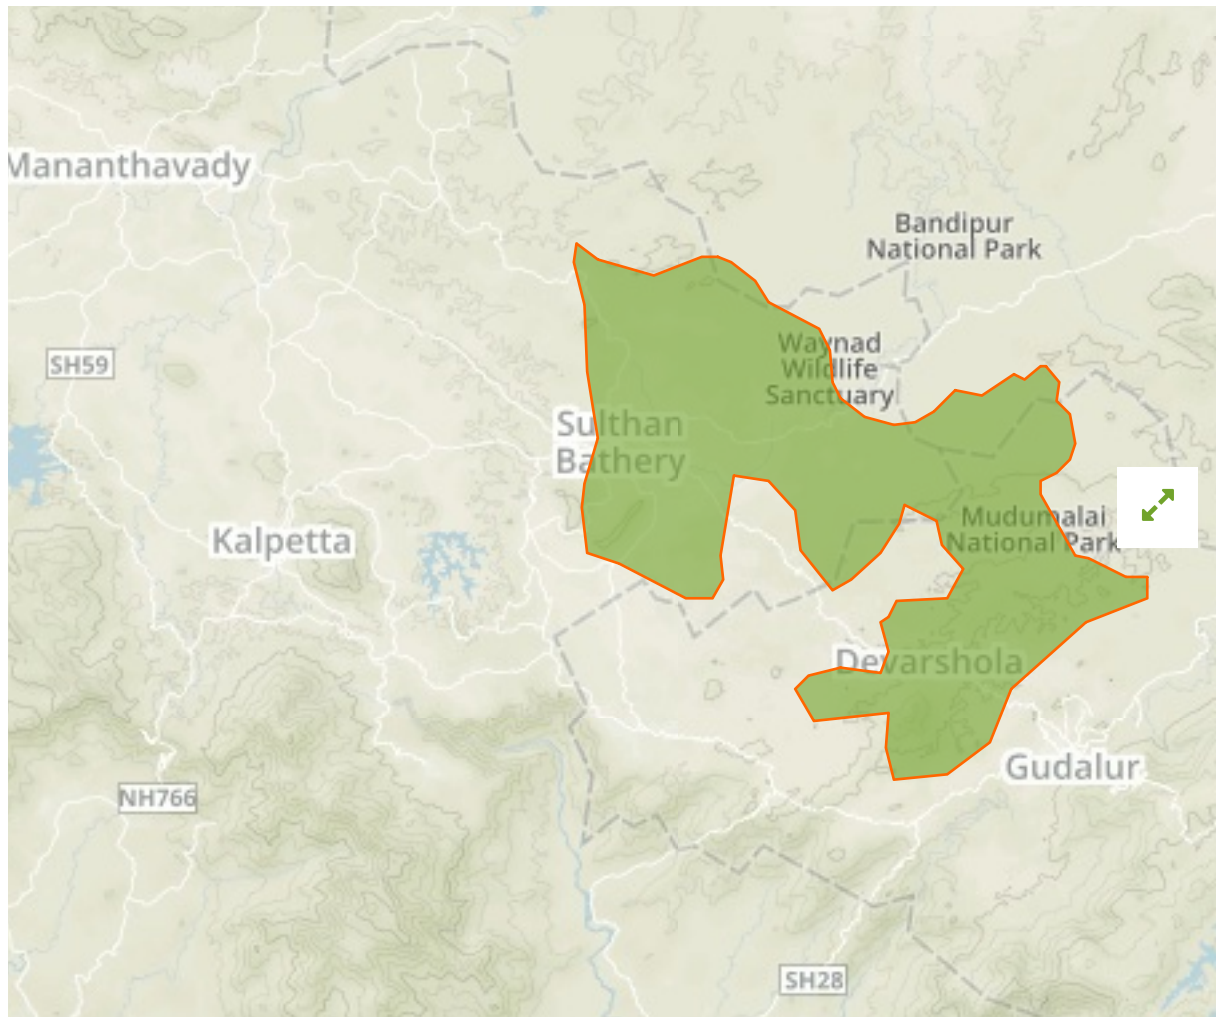 Mananthavady
Bandipur
National Park
Waynad
Wildlife
Sanctuary
SH59
Sulthan
Bathery
Mudumalai
National Park
Kalpetta
Devarshola
Gudalur
NH766
SH28